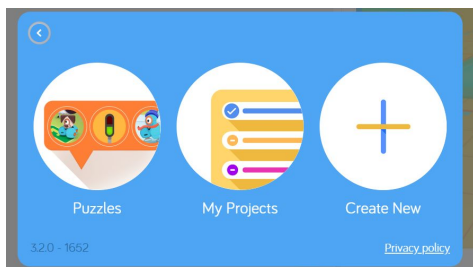 Puzzles
My Projects
Create New
3.2.0 - 1652
Privacy policy